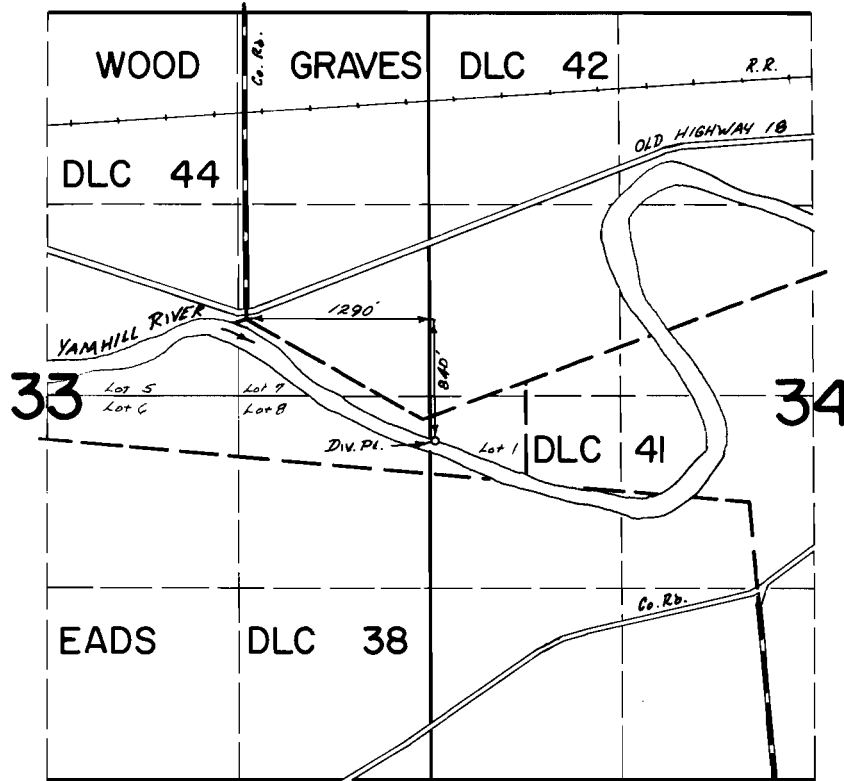 WOOD
Co. Rd.
GRAVES DLC 42
R.R.
OLD HIGHWAY 18
DLC 44
1290'
YAMHILL RIVER
840'
33
Lot 5
Lot 7
34
Lot 6
Lot 8
Div. Pt.
Lot 1
DLC 41
Co. Rd.
EADS DLC 38